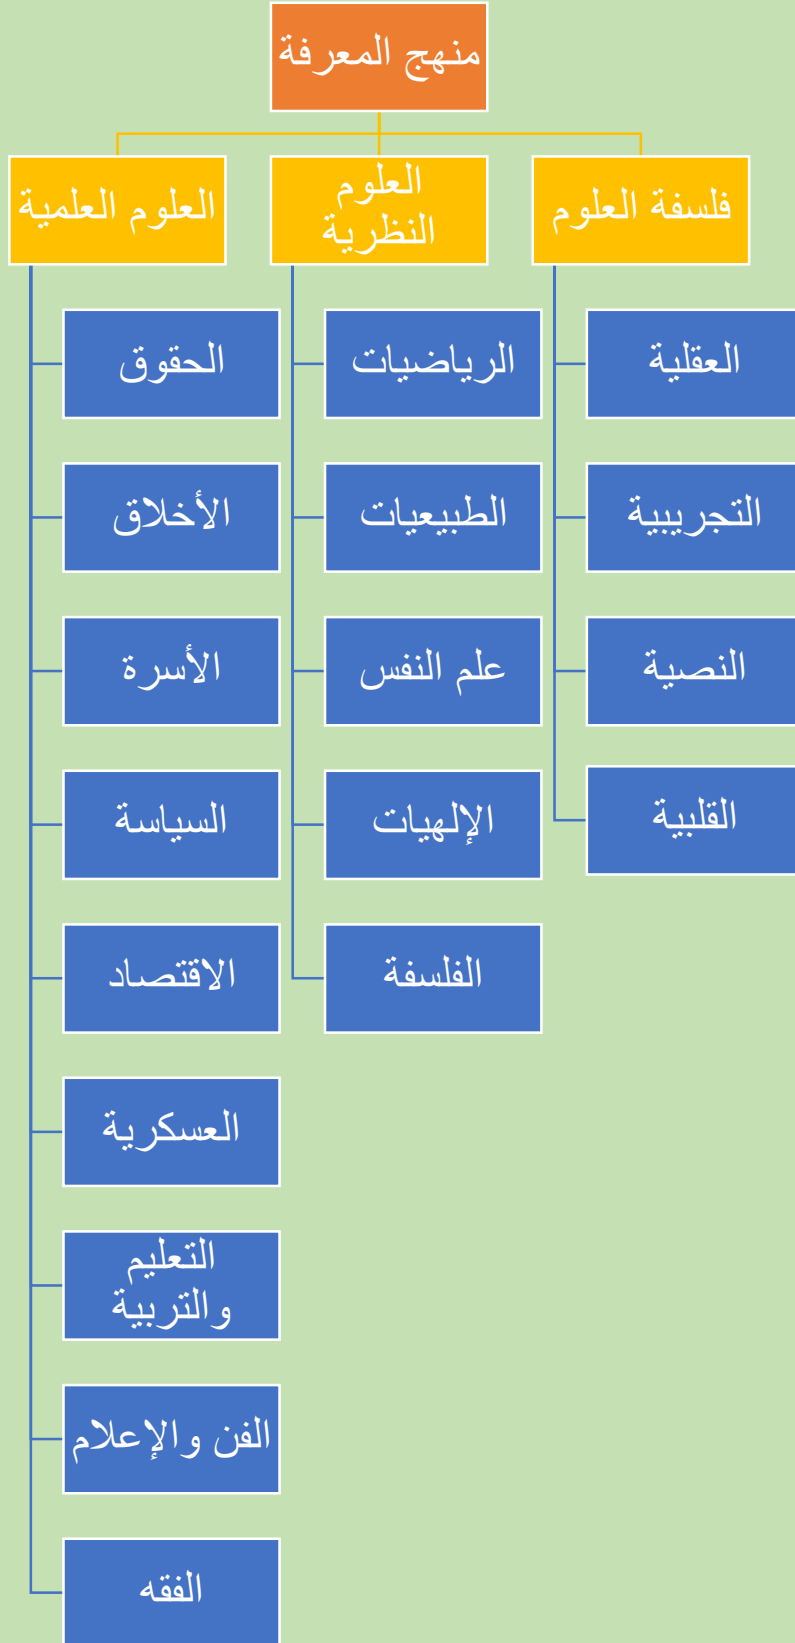 منهج المعرفة
فلسفة العلوم
العقلية
التجريبية
النصية
القلبية
العلوم
النظرية
الرياضيات
الطبيعيات
علم النفس
الإلهيات
الفلسفة
العلوم العلمية
الحقوق
الأخلاق
الأسرة
السياسة
الاقتصاد
العسكرية
التعليم
والتربية
الفن والإعلام
الفقه